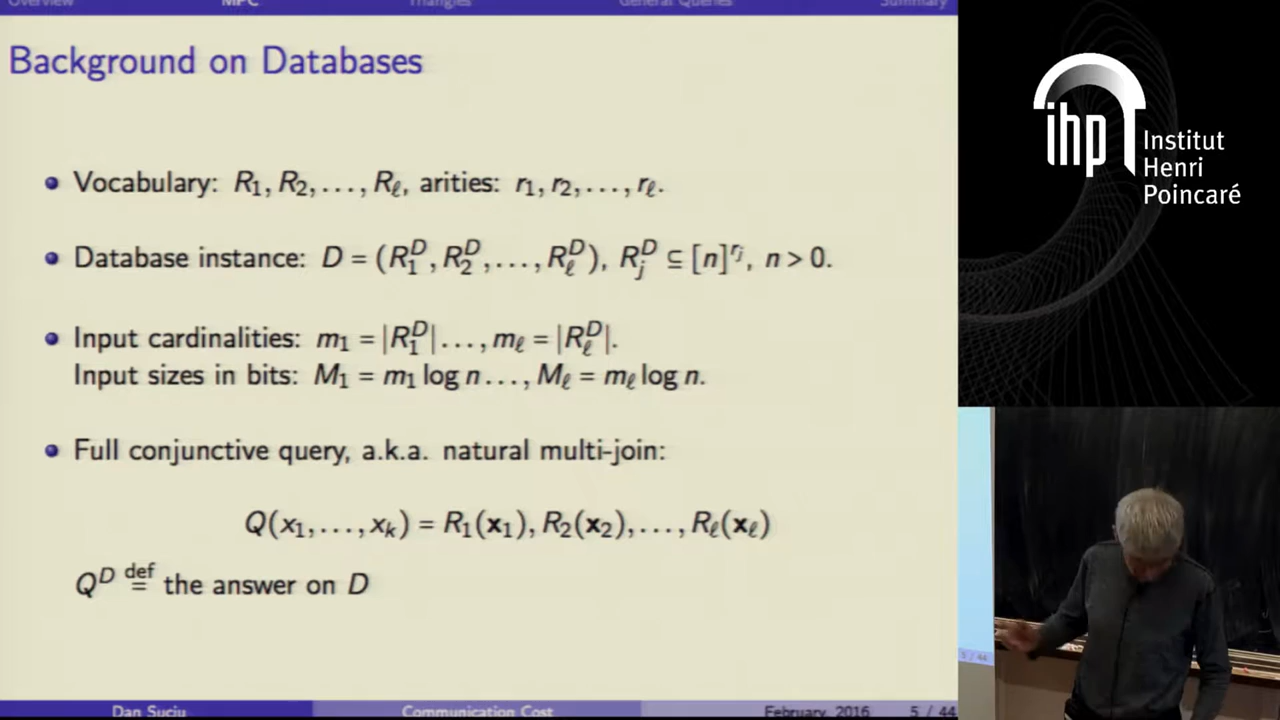 Overview MPC Triangles General Queries Summary
Background on Databases
Vocabulary: R₁, R₂, . . . , Rℓ, arities: r₁, r₂, . . . , rℓ.
Database instance: D = (R₁ᴰ, R₂ᴰ, . . . , Rℓᴰ), Rⱼᴰ ⊆ [n]^rⱼ, n > 0.
Input cardinalities: m₁ = |R₁ᴰ| . . . , mℓ = |Rℓᴰ|.
Input sizes in bits: M₁ = m₁ log n . . . , Mℓ = mℓ log n.
Full conjunctive query, a.k.a. natural multi-join:
Q(x₁, . . . , xₖ) = R₁(𝐱₁), R₂(𝐱₂), . . . , Rℓ(𝐱ℓ)
Qᴰ def= the answer on D
Dan Suciu Communication Cost February, 2016 5 / 44
ihp Institut
Henri
Poincaré
5 / 44